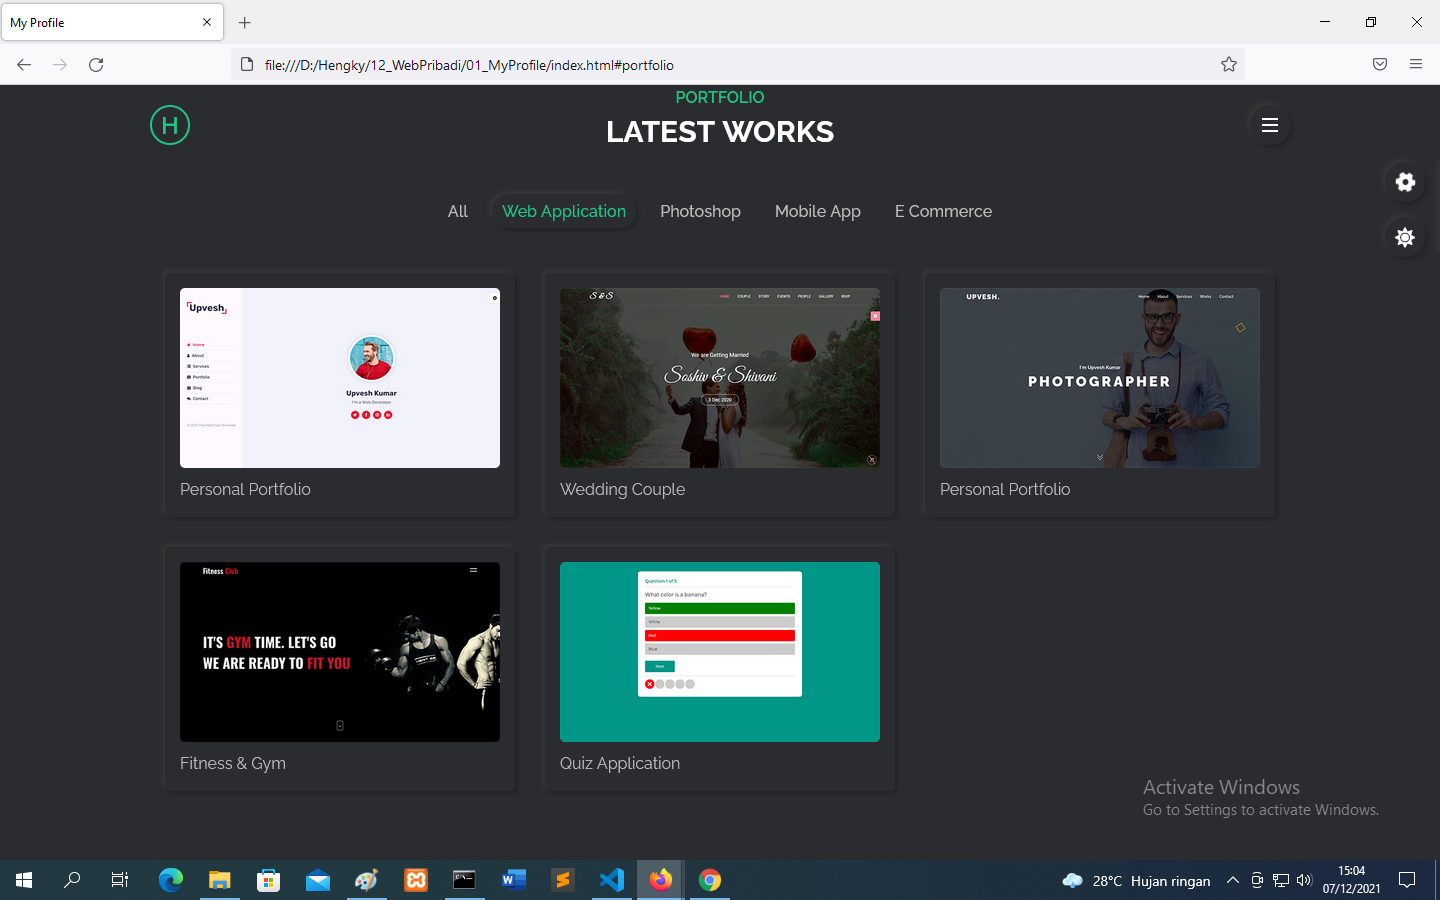 My Profile
file:///D:/Hengky/12_WebPribadi/01_MyProfile/index.html#portfolio
PORTFOLIO
H
LATEST WORKS
All Web Application Photoshop Mobile App E Commerce
Upvesh
Home
About
Services
Portfolio
Blog
Contact
Upvesh Kumar
I'm a Web Developer
Personal Portfolio
S & S
HOME COUPLE STORY EVENTS PEOPLE GALLERY RSVP
We are Getting Married
Soshiv & Shivani
3 Dec 2020
Wedding Couple
UPVESH.
Home About Services Works Contact
I'm Upvesh Kumar
PHOTOGRAPHER
Personal Portfolio
Fitness Club
IT'S GYM TIME. LET'S GO
WE ARE READY TO FIT YOU
Fitness & Gym
Question 1 of 5
What color is a banana?
Yellow
White
Red
Blue
Next
Quiz Application
Activate Windows
Go to Settings to activate Windows.
28°C Hujan ringan
15:04
07/12/2021